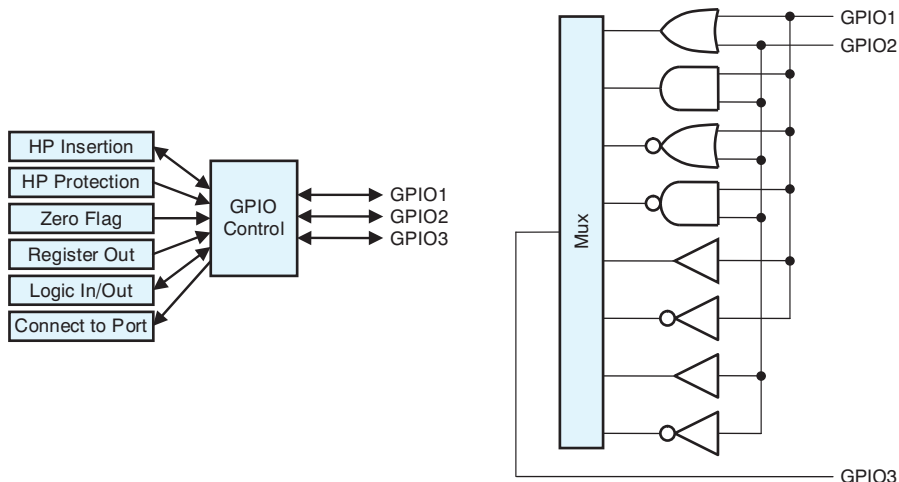 HP Insertion
HP Protection
Zero Flag
Register Out
Logic In/Out
Connect to Port
GPIO
Control
GPIO1
GPIO2
GPIO3
Mux
GPIO1
GPIO2
GPIO3